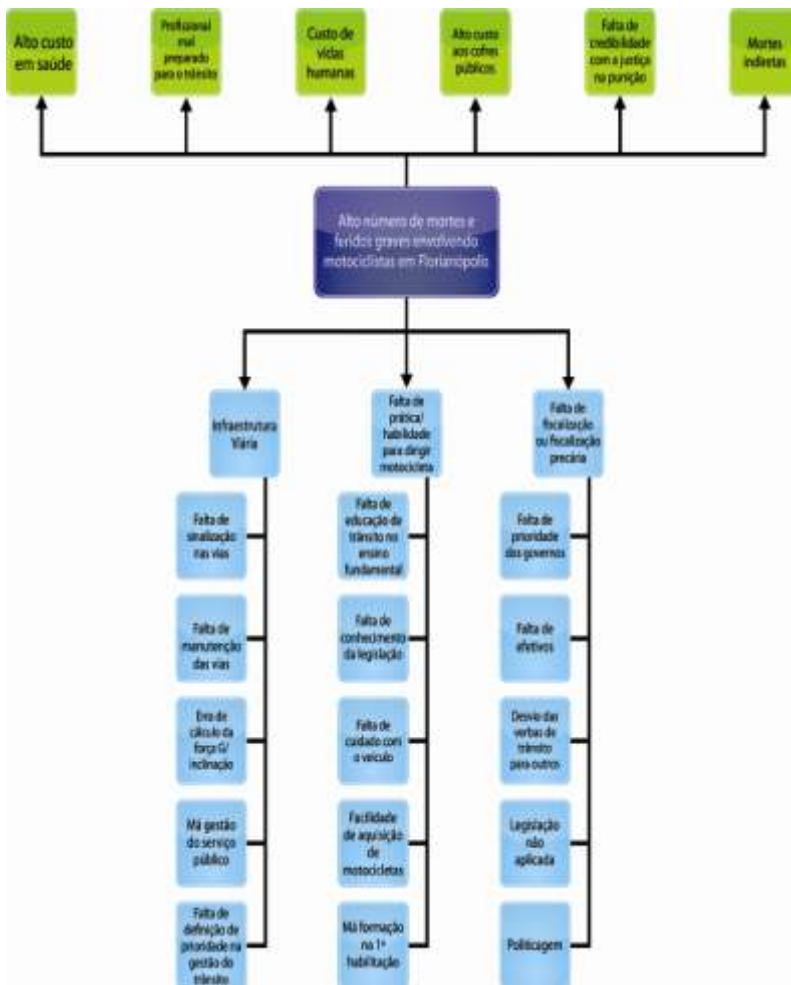 Alto custo
em saúde
Profissional
mal
preparado
para o trânsito
Custo de
vidas
humanas
Alto custo
aos cofres
públicos
Falta de
credibilidade
com a justiça
na punição
Mortes
indiretas
Alto número de mortes e
feridos graves envolvendo
motociclistas em Florianópolis
Infraestrutura
Viária
Falta de
sinalização
nas vias
Falta de
manutenção
das vias
Erro de
cálculo da
força G/
inclinação
Má gestão
do serviço
público
Falta de
definição de
prioridade na
gestão do
trânsito
Falta de
prática/
habilidade
para dirigir
motocicleta
Falta de
educação de
trânsito no
ensino
fundamental
Falta de
conhecimento
da legislação
Falta de
cuidado com
o veículo
Facilidade
de aquisição
de
motocicletas
Má formação
na 1ª
habilitação
Falta de
fiscalização
ou fiscalização
precária
Falta de
prioridade
dos governos
Falta de
efetivos
Desvio das
verbas de
trânsito
para outros
Legislação
não
aplicada
Politicagem